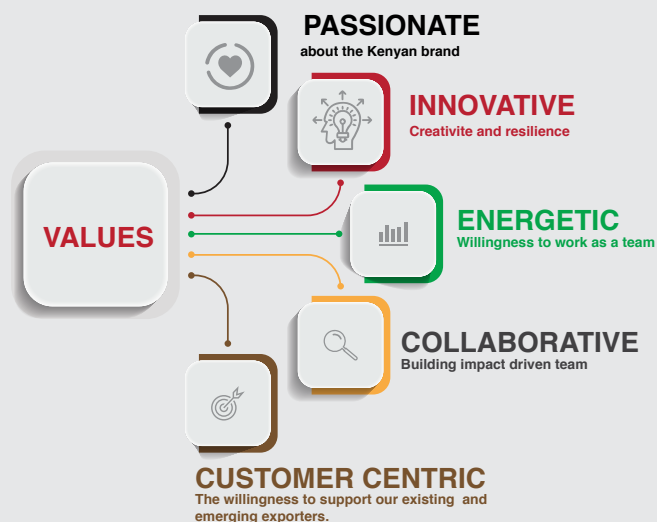 PASSIONATE
about the Kenyan brand
INNOVATIVE
Creativite and resilience
VALUES
ENERGETIC
Willingness to work as a team
COLLABORATIVE
Building impact driven team
CUSTOMER CENTRIC
The willingness to support our existing and
emerging exporters.